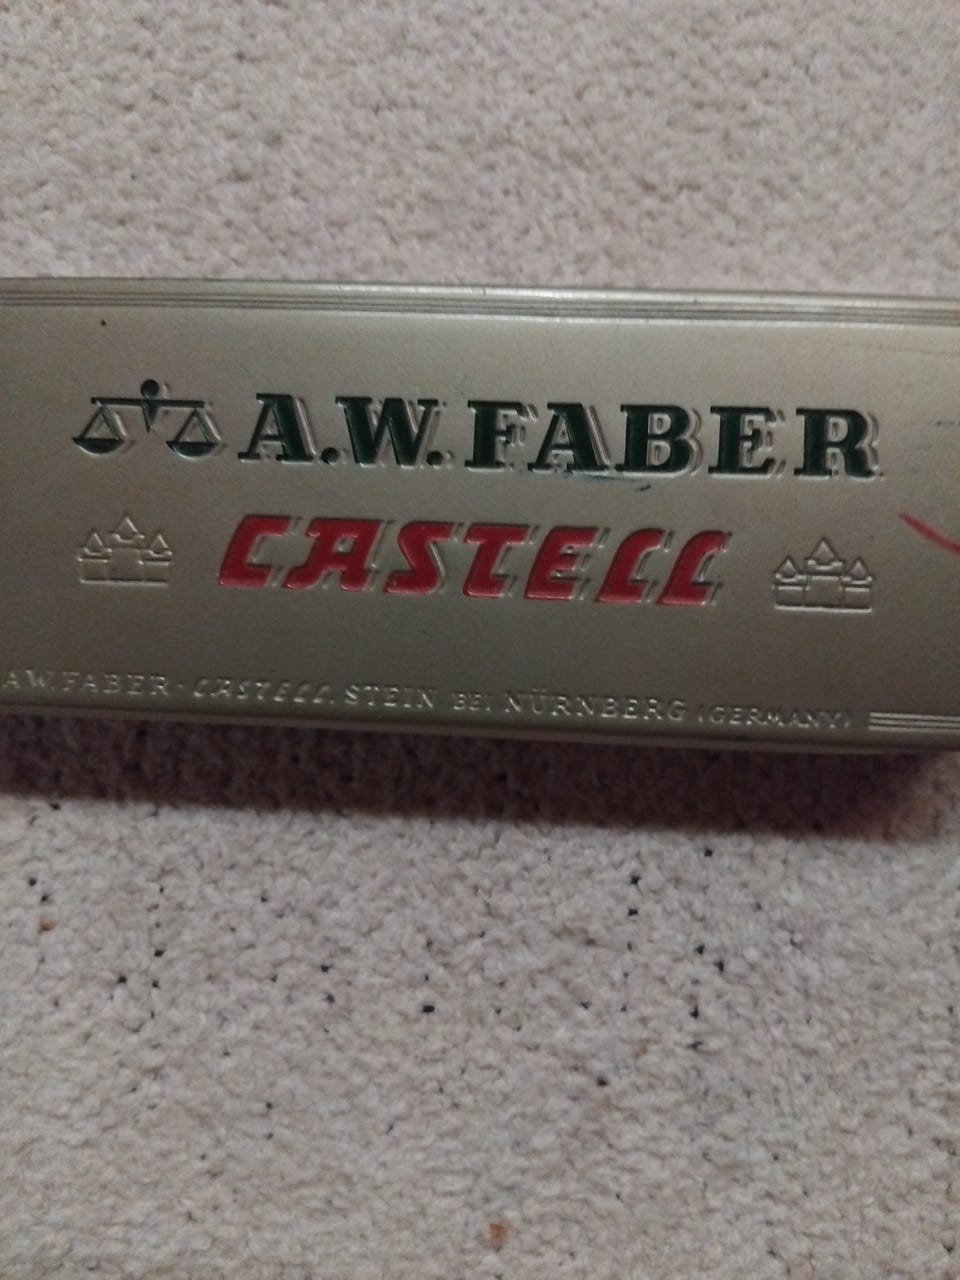 A.W.FABER
CASTELL
A.W.FABER-CASTELL, STEIN BEI NÜRNBERG (GERMANY)